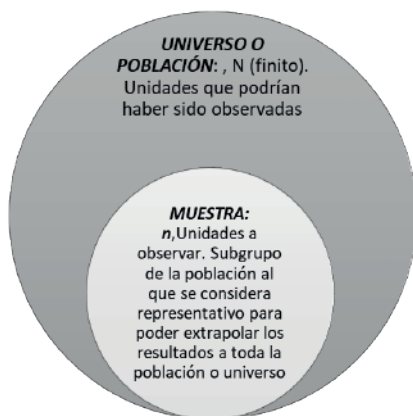 UNIVERSO O
POBLACIÓN: , N (finito).
Unidades que podrían
haber sido observadas
MUESTRA:
n,Unidades a
observar. Subgrupo
de la población al
que se considera
representativo para
poder extrapolar los
resultados a toda la
población o universo